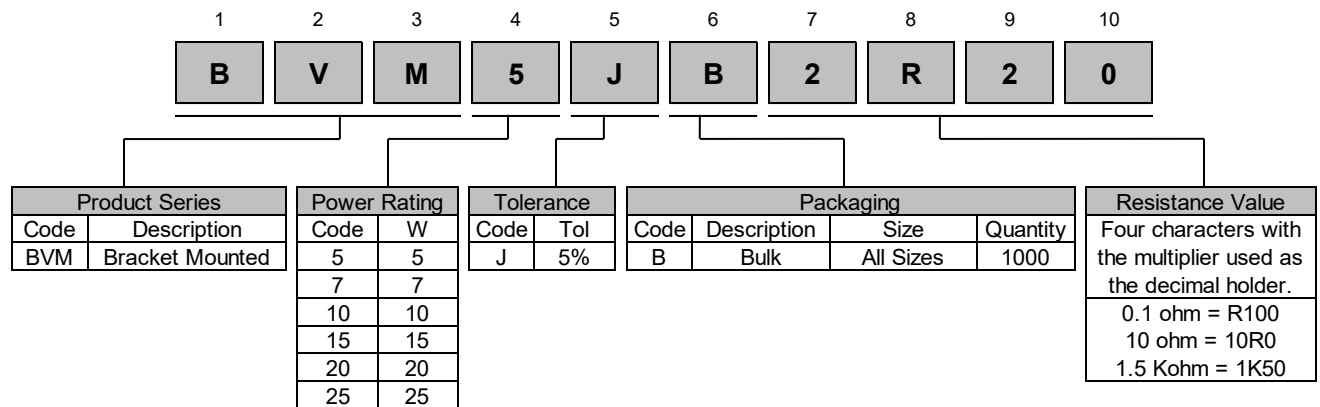 1 2 3 4 5 6 7 8 9 10
B V M 5 J B 2 R 2 0
Product Series
Code Description
BVM Bracket Mounted
Power Rating
Code W
5 5
7 7
10 10
15 15
20 20
25 25
Tolerance
Code Tol
J 5%
Packaging
Code Description Size Quantity
B Bulk All Sizes 1000
Resistance Value
Four characters with
the multiplier used as
the decimal holder.
0.1 ohm = R100
10 ohm = 10R0
1.5 Kohm = 1K50